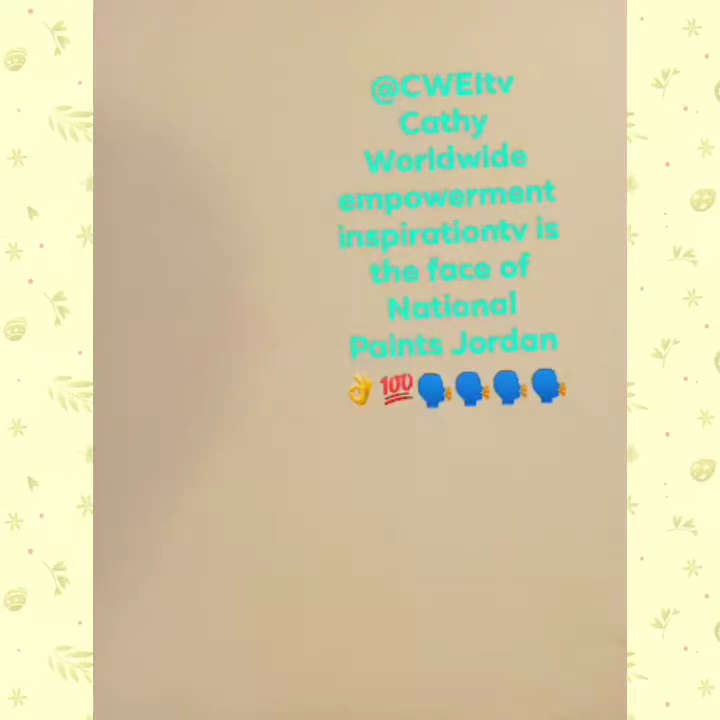 @CWEItv
Cathy
Worldwide
empowerment
inspirationtv is
the face of
National
Paints Jordan
👌💯🗣️🗣️🗣️🗣️